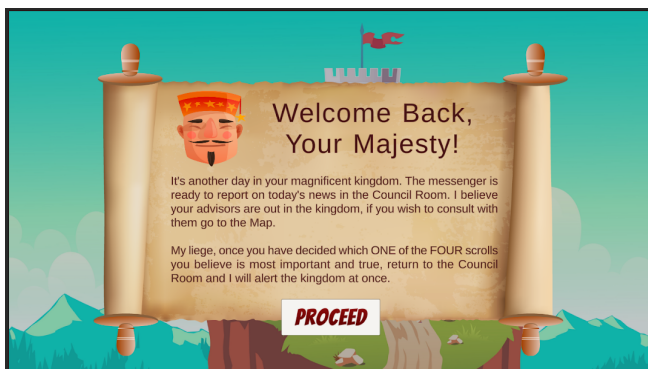 Welcome Back,
Your Majesty!
It's another day in your magnificent kingdom. The messenger is
ready to report on today's news in the Council Room. I believe
your advisors are out in the kingdom, if you wish to consult with
them go to the Map.
My liege, once you have decided which ONE of the FOUR scrolls
you believe is most important and true, return to the Council
Room and I will alert the kingdom at once.
PROCEED